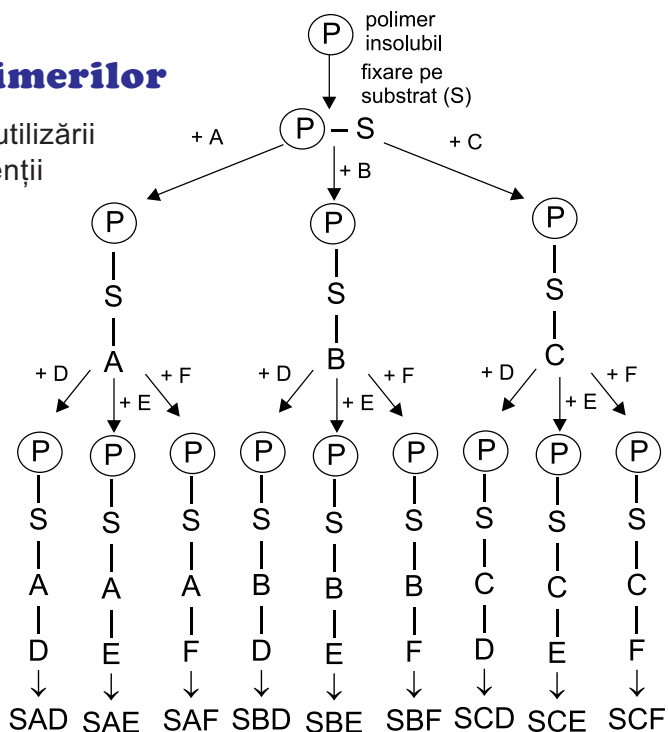 polimer
insolubil
P
imerilor
fixare pe
substrat (S)
utilizării
enții
+ A
P – S
+ B
+ C
P P P
S S S
A B C
+ D + E + F + D + E + F + D + E + F
P P P P P P P P P
S S S S S S S S S
A A A B B B C C C
D E F D E F D E F
SAD SAE SAF SBD SBE SBF SCD SCE SCF